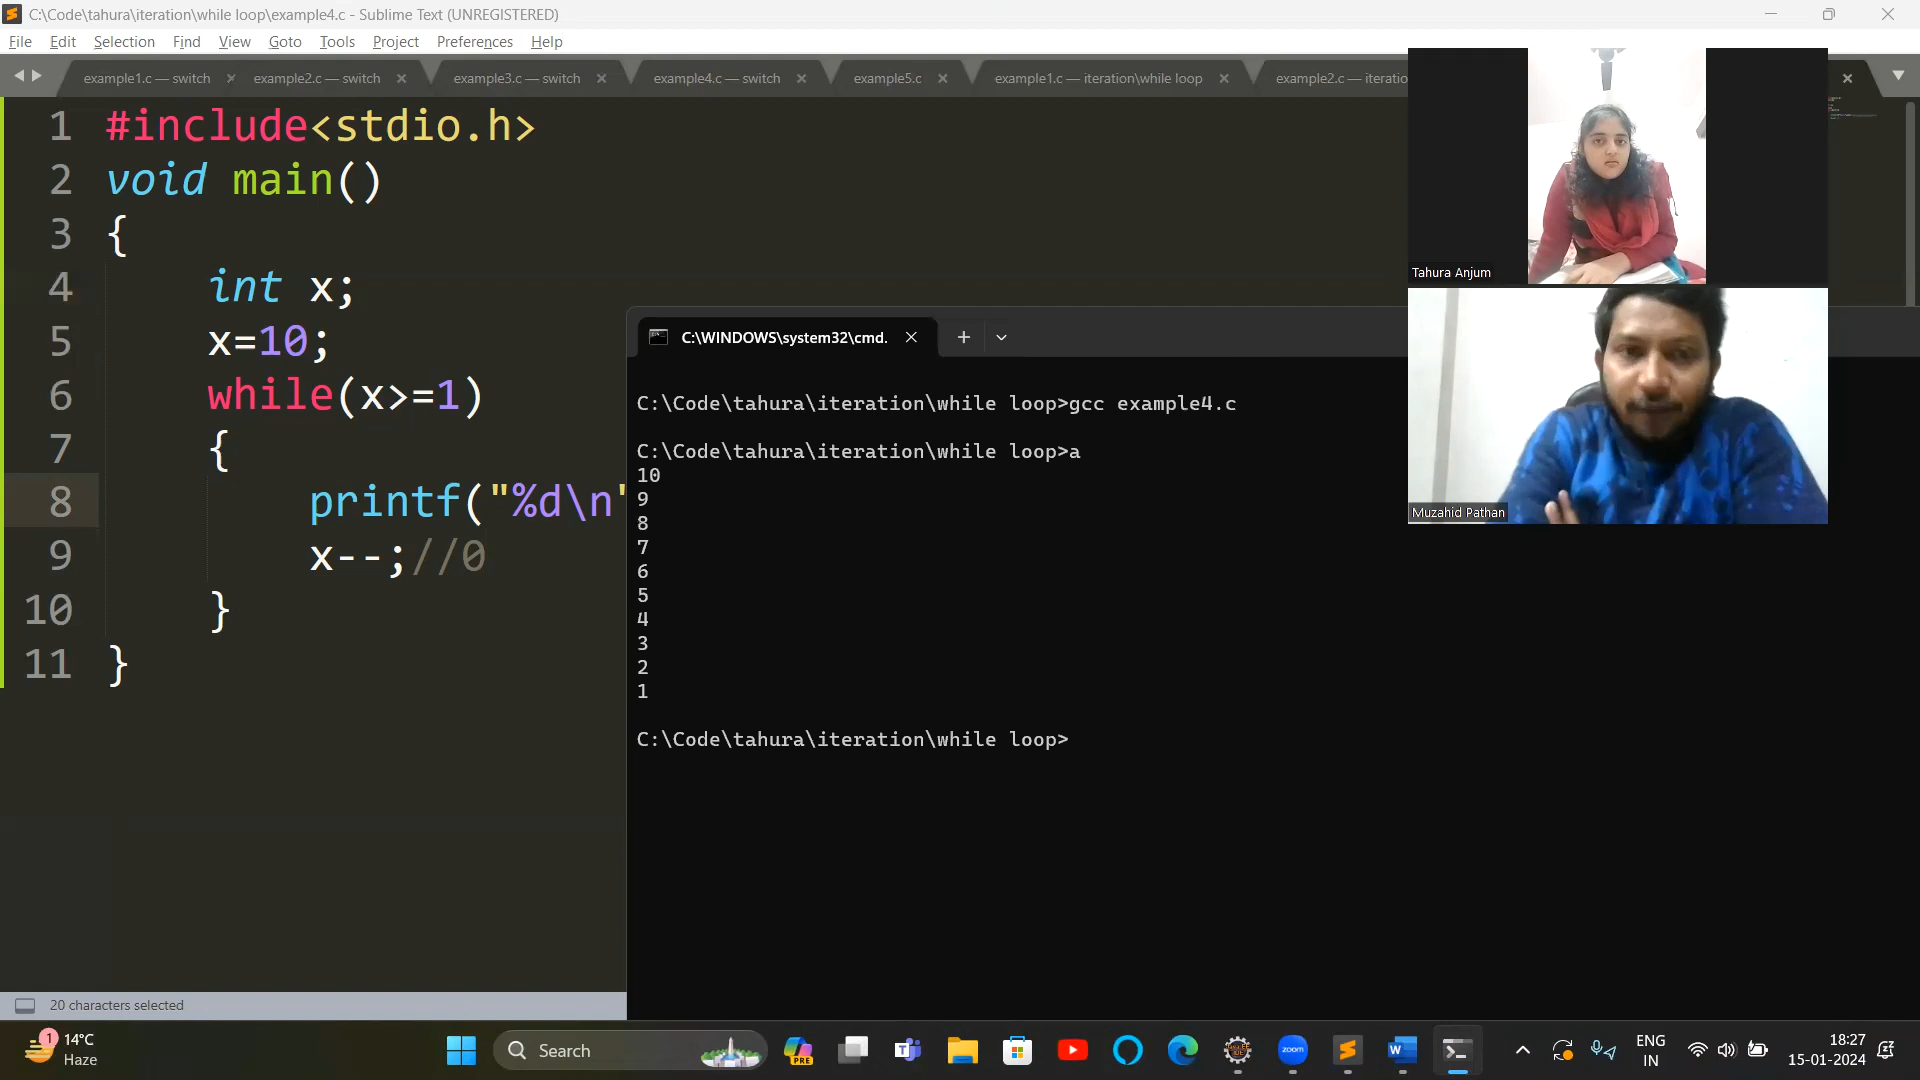 C:\Code\tahura\iteration\while loop\example4.c - Sublime Text (UNREGISTERED)
File Edit Selection Find View Goto Tools Project Preferences Help
example1.c — switch example2.c — switch example3.c — switch example4.c — switch example5.c example1.c — iteration\while loop example2.c — iteratio
1 #include<stdio.h>
2 void main()
3 {
4 int x;
5 x=10;
6 while(x>=1)
7 {
8 printf("%d\n"
9 x--;//0
10 }
11 }
20 characters selected
C:\WINDOWS\system32\cmd.
C:\Code\tahura\iteration\while loop>gcc example4.c
C:\Code\tahura\iteration\while loop>a
10
9
8
7
6
5
4
3
2
1
C:\Code\tahura\iteration\while loop>
Tahura Anjum
Muzahid Pathan
1
14°C
Haze
Search
PRE
zoom
ENG
IN
18:27
15-01-2024